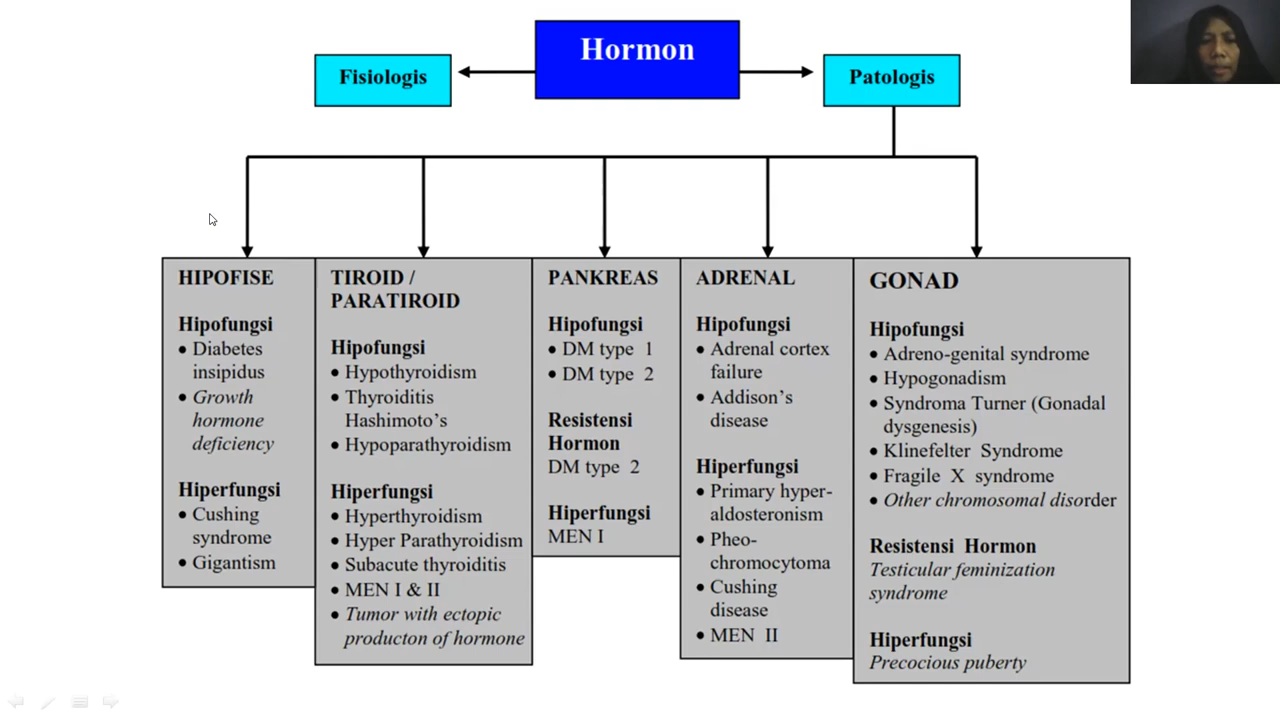 Hormon
Fisiologis
Patologis
HIPOFISE
Hipofungsi
• Diabetes
insipidus
• Growth
hormone
deficiency
Hiperfungsi
• Cushing
syndrome
• Gigantism
TIROID /
PARATIROID
Hipofungsi
• Hypothyroidism
• Thyroiditis
Hashimoto’s
• Hypoparathyroidism
Hiperfungsi
• Hyperthyroidism
• Hyper Parathyroidism
• Subacute thyroiditis
• MEN I & II
• Tumor with ectopic
producton of hormone
PANKREAS
Hipofungsi
• DM type 1
• DM type 2
Resistensi
Hormon
DM type 2
Hiperfungsi
MEN I
ADRENAL
Hipofungsi
• Adrenal cortex
failure
• Addison’s
disease
Hiperfungsi
• Primary hyper-
aldosteronism
• Pheo-
chromocytoma
• Cushing
disease
• MEN II
GONAD
Hipofungsi
• Adreno-genital syndrome
• Hypogonadism
• Syndroma Turner (Gonadal
dysgenesis)
• Klinefelter Syndrome
• Fragile X syndrome
• Other chromosomal disorder
Resistensi Hormon
Testicular feminization
syndrome
Hiperfungsi
Precocious puberty